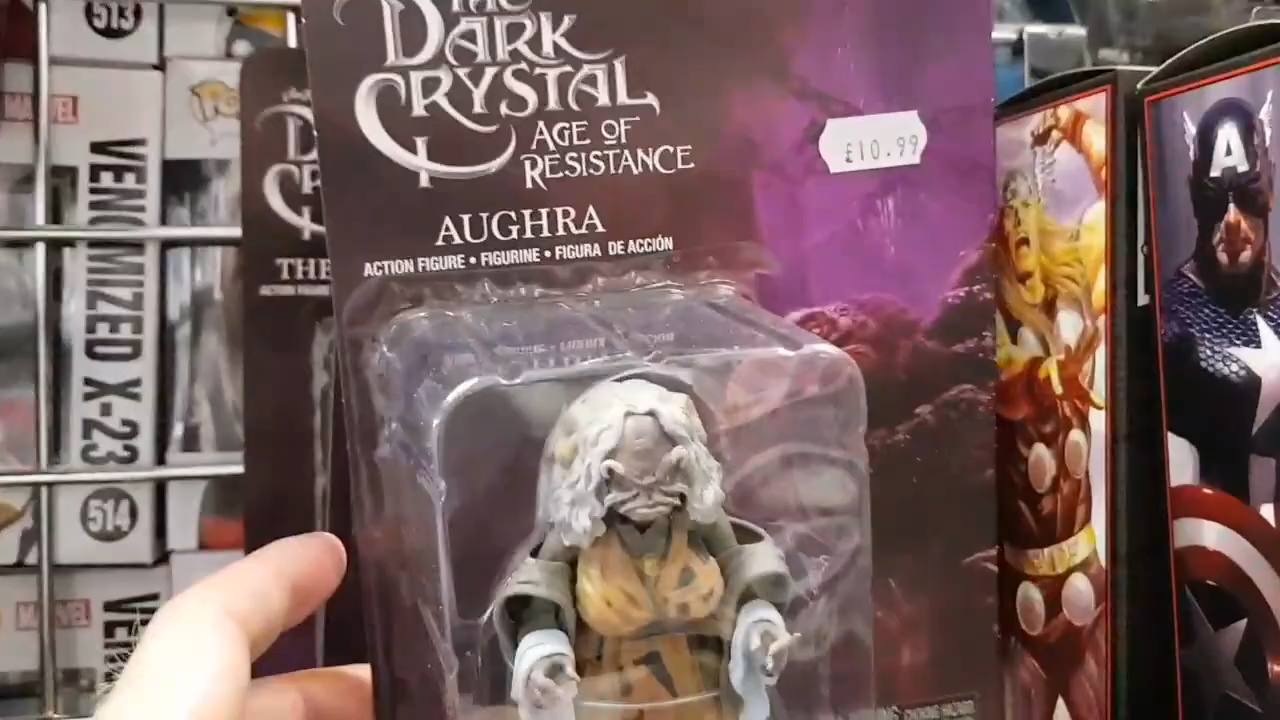 513
MARVEL
VENOMIZED X-23
514
MARVEL
THE
THE
DARK
CRYSTAL
AGE OF
RESISTANCE
AUGHRA
ACTION FIGURE • FIGURINE • FIGURA DE ACCIÓN
£10.99
A